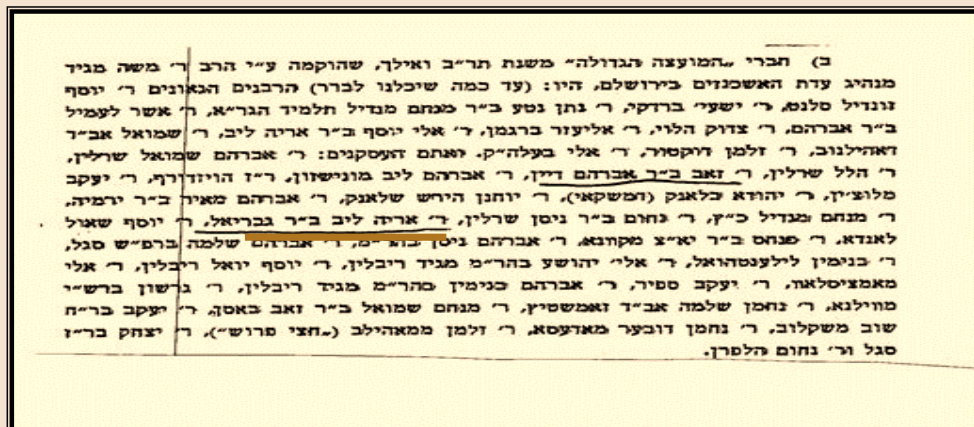 ב) חברי „המועצה הגדולה” משנת תר״ב ואילך, שהוקמה ע״י הרב ר׳ משה מגיד
מנהיג עדת האשכנזים בירושלם, היו: (עד כמה שיכלנו לברר) הרבנים הגאונים ר׳ יוסף
זונדיל סלנט, ר׳ ישעי׳ ברדקי, ר׳ נתן נטע ב״ר מנחם מנדיל תלמיד הגר״א, ר׳ אשר לעמיל
ב״ר אברהם, ר׳ צדוק הלוי, ר׳ אליעזר ברגמן, ר׳ אלי יוסף ב״ר אריה ליב, ר׳ שמואל אב״ד
דאהילנוב, ר׳ זלמן דוקטור, ר׳ אלי בעלה״ק. ואתם העסקנים: ר׳ אברהם שמואל שרלין,
ר׳ הלל שרלין, ר׳ זאב ב״ר אברהם דיין, ר׳ אברהם ליב מונישזון, ר״ז הויזדורף, ר׳ יעקב
מלוצ׳ין, ר׳ יהודא בלאנק (המשקאי), ר׳ יוחנן הירש שלאנק, ר׳ אברהם מאיר ב״ר ירמיה,
ר׳ מנחם מנדיל כ״ץ, ר׳ נחום ב״ר ניסן שרלין, ר׳ אריה ליב ב״ר גבריאל, ר׳ יוסף שאול
לאנדא, ר׳ פנחס ב״ר יא״צ מקוונא, ר׳ אברהם ניסן ר׳ אברהם שלמה ברפ״ש סגל,
ר׳ בנימין לילענטהואל, ר׳ אלי׳ יהושע בהר״מ מגיד ריבלין, ר׳ יוסף יואל ריבלין, ר׳ אלי
מאמציסלאוו, ר׳ יעקב ספיר, ר׳ אברהם בנימין מהר״מ מגיד ריבלין, ר׳ גרשון ברש״י
מווילנא, ר׳ נחמן שלמה אב״ד זאמשטיץ, ר׳ מנחם שמואל ב״ר זאב באסן, ר׳ יעקב בר״ח
שוב משקלוב, ר׳ נחמן דובער מאדעסא, ר׳ זלמן ממאהילב („חצי פרוש”), ר׳ יצחק בר״ז
סגל ור׳ נחום הלפרן.